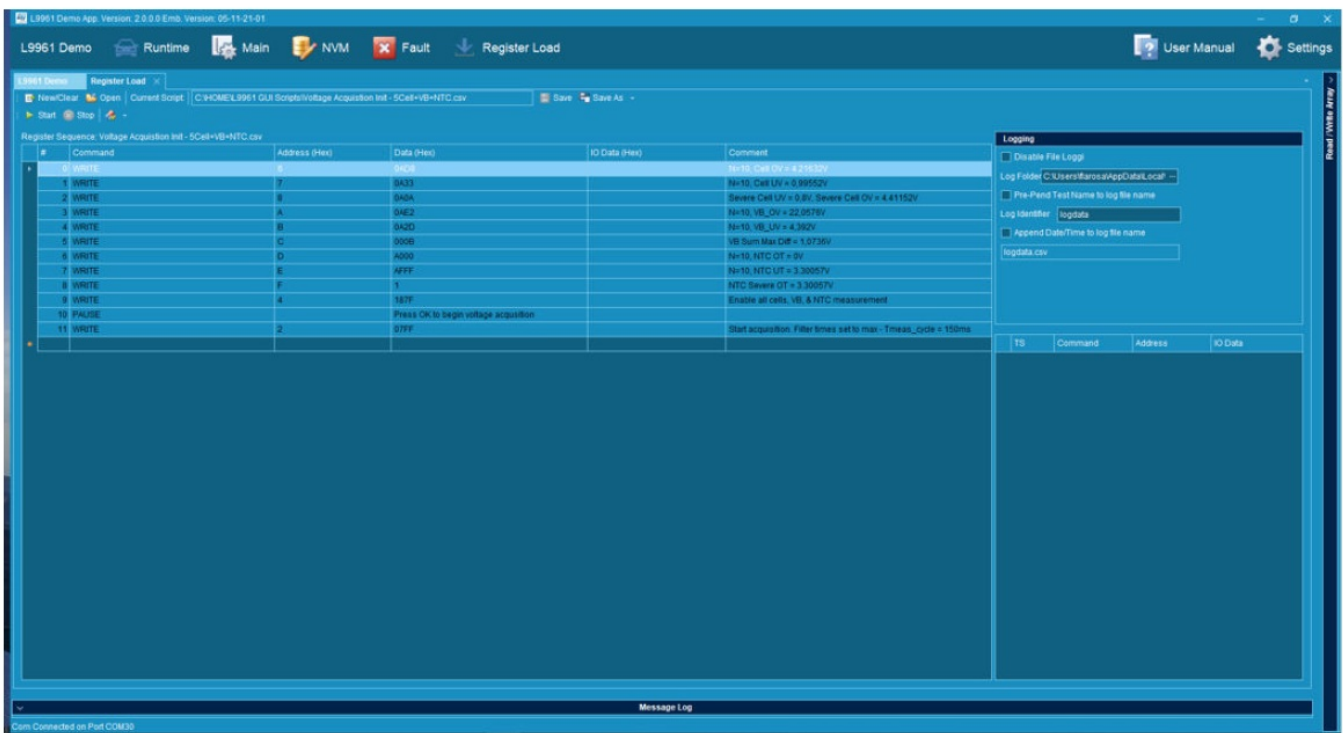 L9961 Demo App. Version: 2.0.0.0 Emb. Version: 05-11-21-01
L9961 Demo Runtime Main NVM Fault Register Load User Manual Settings
L9961 Demo Register Load
New/Clear Open Current Script C:\HOME\L9961 GUI Scripts\Voltage Acquisition Init - 5Cell+VB+NTC.csv Save Save As
Start Stop
Read / Write Array
Register Sequence: Voltage Acquisition Init - 5Cell+VB+NTC.csv
# Command Address (Hex) Data (Hex) IO Data (Hex) Comment
0 WRITE 6 N=10, Cell OV = 4,21632V
1 WRITE 7 0A33 N=10, Cell UV = 0,99552V
2 WRITE 8 0A0A Severe Cell UV = 0,8V, Severe Cell OV = 4.41152V
3 WRITE A 0AE2 N=10, VB_OV = 22,0576V
4 WRITE B 0A2D N=10, VB_UV = 4,392V
5 WRITE C 000B VB Sum Max Diff = 1,0736V
6 WRITE D A000 N=10, NTC OT = 0V
7 WRITE E AFFF N=10, NTC UT = 3.30057V
8 WRITE F 1 NTC Severe OT = 3.30057V
9 WRITE 4 187F Enable all cells, VB, & NTC measurement
10 PAUSE Press OK to begin voltage acquisition
11 WRITE 2 07FF Start acquisition. Filter times set to max - Tmeas_cycle = 150ms
Logging
Disable File Loggi
Log Folder C:\Users\flarosa\AppData\Local\
Pre-Pend Test Name to log file name
Log Identifier logdata
Append Date/Time to log file name
logdata.csv
TS Command Address IO Data
Message Log
Com Connected on Port COM30